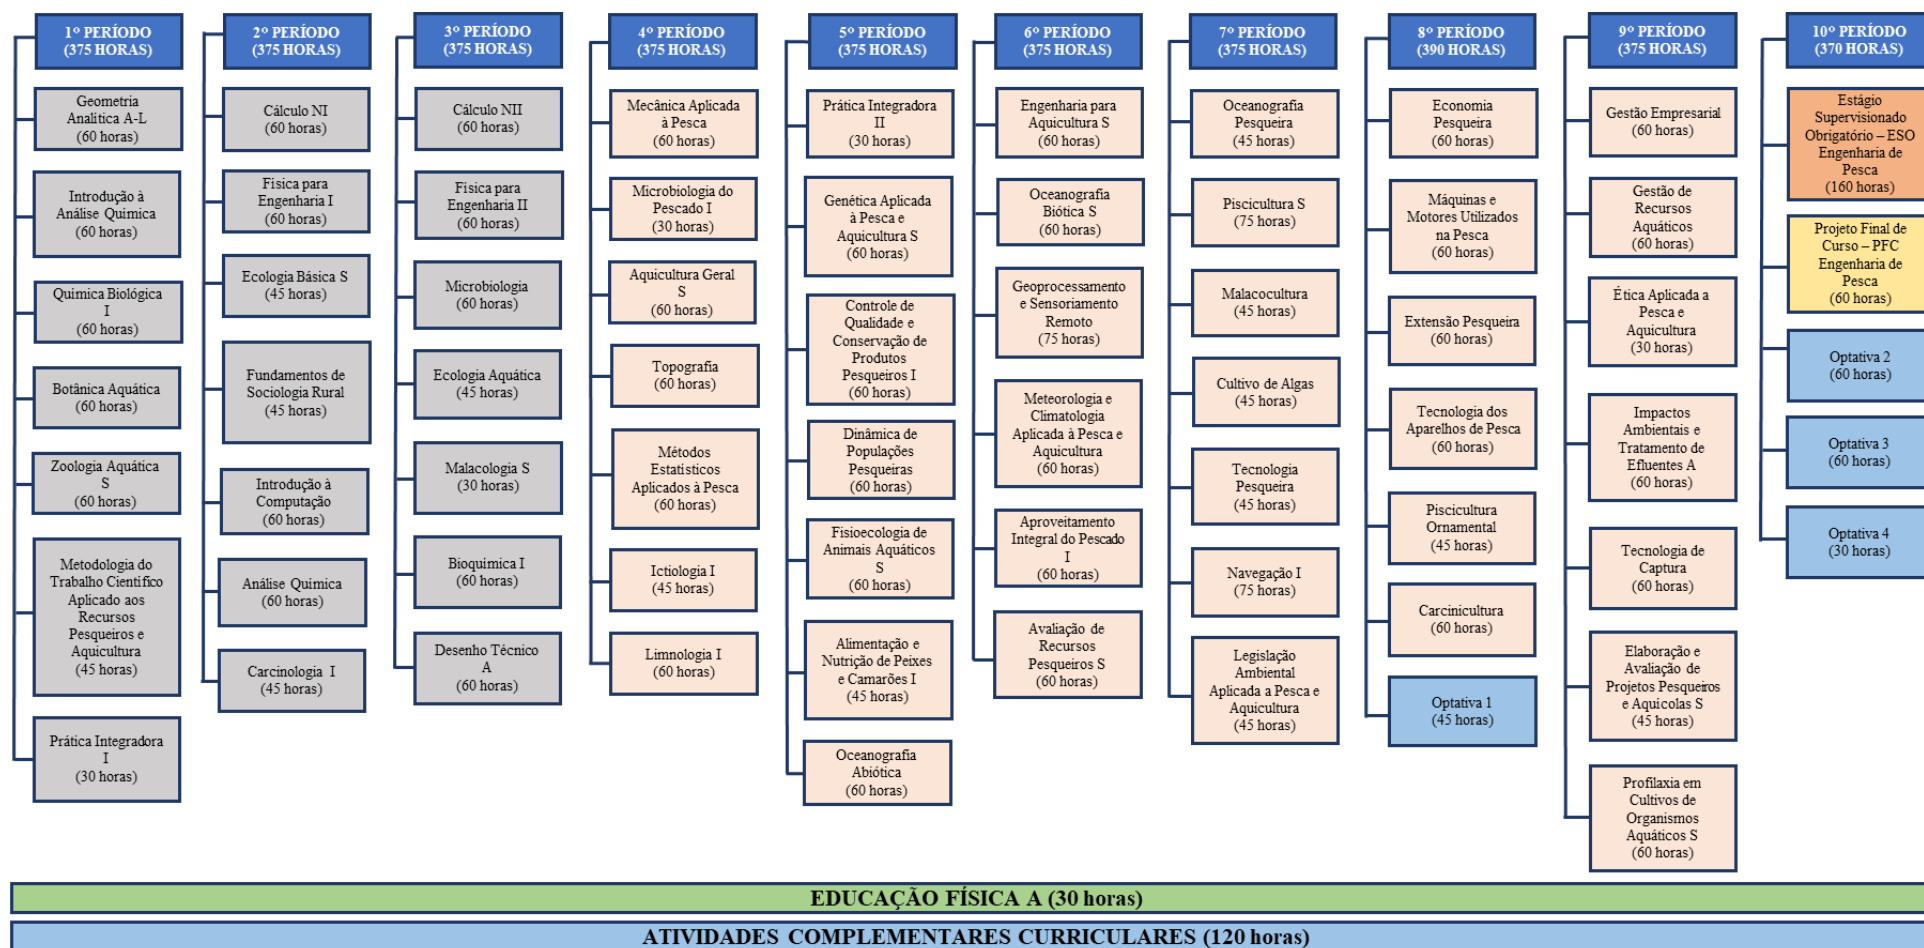 1º PERÍODO
(375 HORAS)
Geometria
Analítica A-L
(60 horas)
Introdução à
Análise Química
(60 horas)
Química Biológica
I
(60 horas)
Botânica Aquática
(60 horas)
Zoologia Aquática
S
(60 horas)
Metodologia do
Trabalho Científico
Aplicado aos
Recursos
Pesqueiros e
Aquicultura
(45 horas)
Prática Integradora
I
(30 horas)
2º PERÍODO
(375 HORAS)
Cálculo NI
(60 horas)
Física para
Engenharia I
(60 horas)
Ecologia Básica S
(45 horas)
Fundamentos de
Sociologia Rural
(45 horas)
Introdução à
Computação
(60 horas)
Análise Química
(60 horas)
Carcinologia I
(45 horas)
3º PERÍODO
(375 HORAS)
Cálculo NII
(60 horas)
Física para
Engenharia II
(60 horas)
Microbiologia
(60 horas)
Ecologia Aquática
(45 horas)
Malacologia S
(30 horas)
Bioquímica I
(60 horas)
Desenho Técnico
A
(60 horas)
4º PERÍODO
(375 HORAS)
Mecânica Aplicada
à Pesca
(60 horas)
Microbiologia do
Pescado I
(30 horas)
Aquicultura Geral
S
(60 horas)
Topografia
(60 horas)
Métodos
Estatísticos
Aplicados à Pesca
(60 horas)
Ictiologia I
(45 horas)
Limnologia I
(60 horas)
5º PERÍODO
(375 HORAS)
Prática Integradora
II
(30 horas)
Genética Aplicada
à Pesca e
Aquicultura S
(60 horas)
Controle de
Qualidade e
Conservação de
Produtos
Pesqueiros I
(60 horas)
Dinâmica de
Populações
Pesqueiras
(60 horas)
Fisioecologia de
Animais Aquáticos
S
(60 horas)
Alimentação e
Nutrição de Peixes
e Camarões I
(45 horas)
Oceanografia
Abiótica
(60 horas)
6º PERÍODO
(375 HORAS)
Engenharia para
Aquicultura S
(60 horas)
Oceanografia
Biótica S
(60 horas)
Geoprocessamento
e Sensoriamento
Remoto
(75 horas)
Meteorologia e
Climatologia
Aplicada à Pesca e
Aquicultura
(60 horas)
Aproveitamento
Integral do Pescado
I
(60 horas)
Avaliação de
Recursos
Pesqueiros S
(60 horas)
7º PERÍODO
(375 HORAS)
Oceanografia
Pesqueira
(45 horas)
Piscicultura S
(75 horas)
Malacocultura
(45 horas)
Cultivo de Algas
(45 horas)
Tecnologia
Pesqueira
(45 horas)
Navegação I
(75 horas)
Legislação
Ambiental
Aplicada a Pesca e
Aquicultura
(45 horas)
8º PERÍODO
(390 HORAS)
Economia
Pesqueira
(60 horas)
Máquinas e
Motores Utilizados
na Pesca
(60 horas)
Extensão Pesqueira
(60 horas)
Tecnologia dos
Aparelhos de Pesca
(60 horas)
Piscicultura
Ornamental
(45 horas)
Carcinicultura
(60 horas)
Optativa 1
(45 horas)
9º PERÍODO
(375 HORAS)
Gestão Empresarial
(60 horas)
Gestão de
Recursos
Aquáticos
(60 horas)
Ética Aplicada a
Pesca e
Aquicultura
(30 horas)
Impactos
Ambientais e
Tratamento de
Efluentes A
(60 horas)
Tecnologia de
Captura
(60 horas)
Elaboração e
Avaliação de
Projetos Pesqueiros
e Aquícolas S
(45 horas)
Profilaxia em
Cultivos de
Organismos
Aquáticos S
(60 horas)
10º PERÍODO
(370 HORAS)
Estágio
Supervisionado
Obrigatório – ESO
Engenharia de
Pesca
(160 horas)
Projeto Final de
Curso – PFC
Engenharia de
Pesca
(60 horas)
Optativa 2
(60 horas)
Optativa 3
(60 horas)
Optativa 4
(30 horas)
EDUCAÇÃO FÍSICA A (30 horas)
ATIVIDADES COMPLEMENTARES CURRICULARES (120 horas)